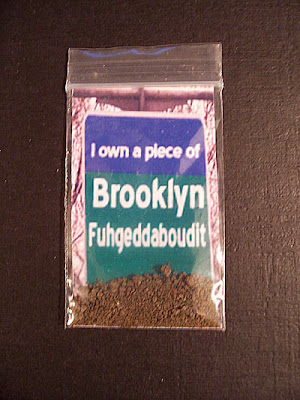 I own a piece of
Brooklyn
Fuhgeddaboudit